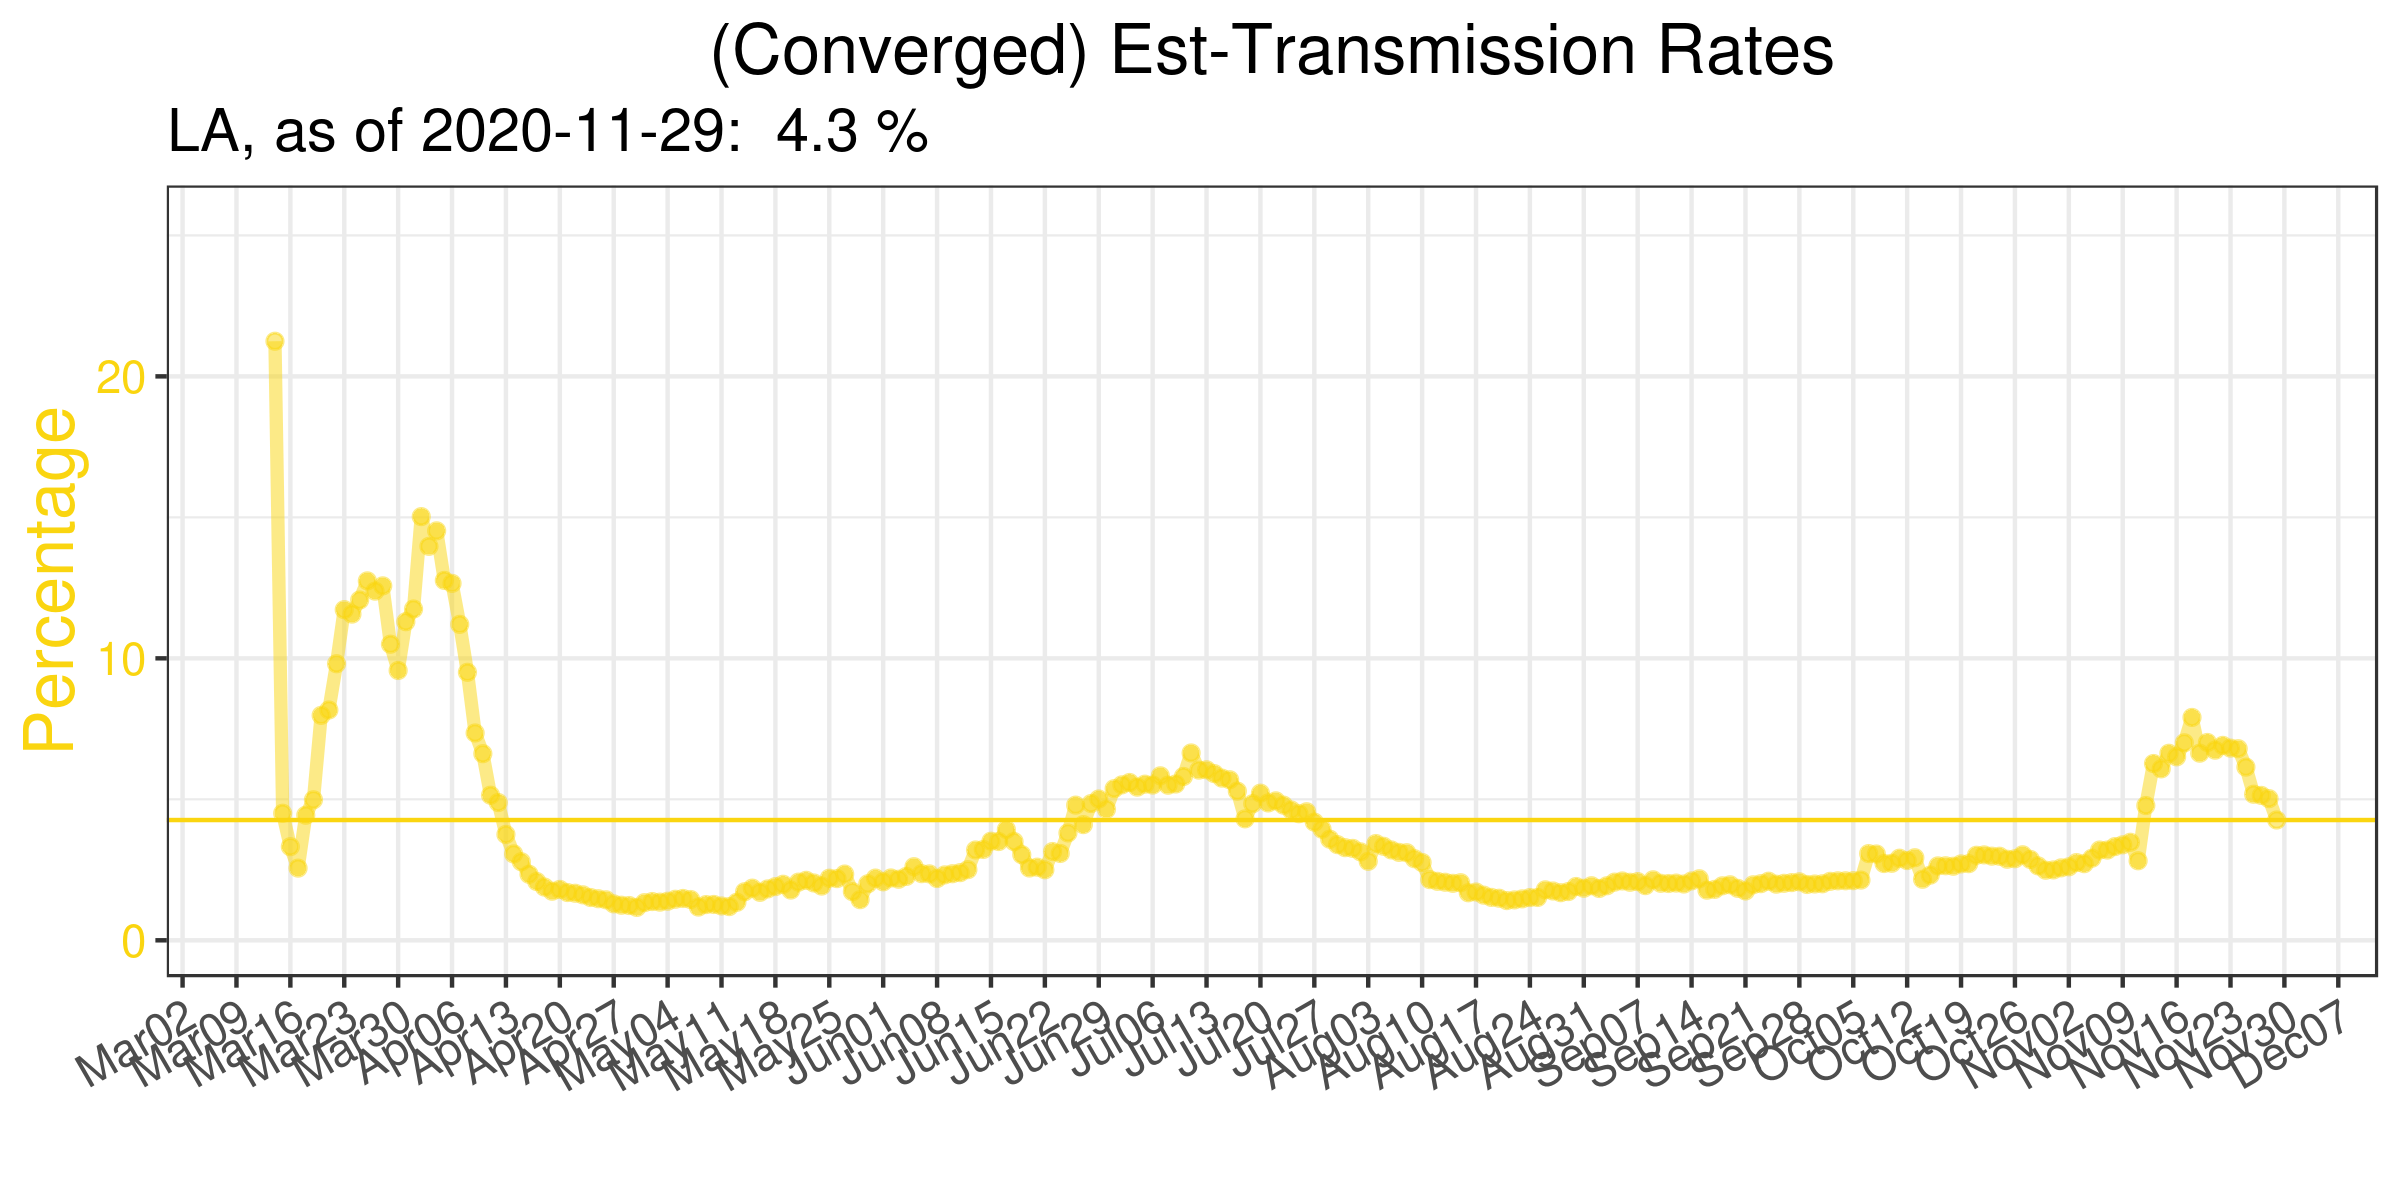 (Converged) Est-Transmission Rates
LA, as of 2020-11-29:  4.3 %
Percentage
20
10
0
Mar02
Mar09
Mar16
Mar23
Mar30
Apr06
Apr13
Apr20
Apr27
May04
May11
May18
May25
Jun01
Jun08
Jun15
Jun22
Jun29
Jul06
Jul13
Jul20
Jul27
Aug03
Aug10
Aug17
Aug24
Aug31
Sep07
Sep14
Sep21
Sep28
Oct05
Oct12
Oct19
Oct26
Nov02
Nov09
Nov16
Nov23
Nov30
Dec07